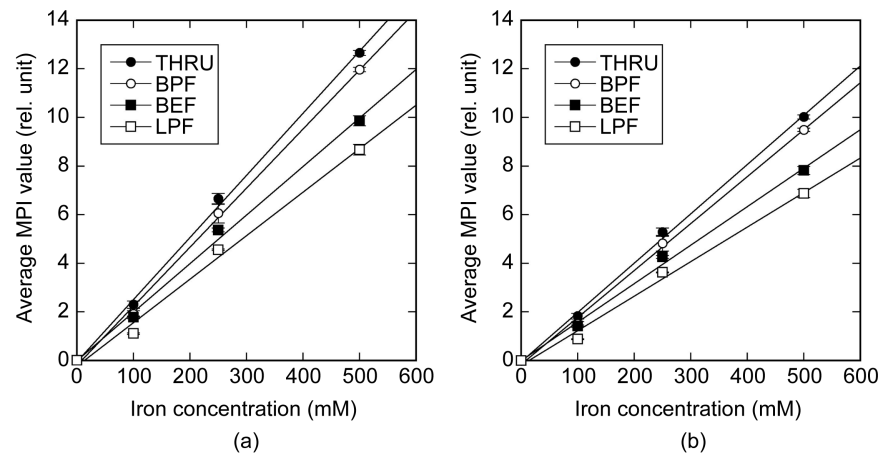 14
12
10
8
6
4
2
0
Average MPI value (rel. unit)
THRU
BPF
BEF
LPF
0 100 200 300 400 500 600
Iron concentration (mM)
(a)
14
12
10
8
6
4
2
0
Average MPI value (rel. unit)
THRU
BPF
BEF
LPF
0 100 200 300 400 500 600
Iron concentration (mM)
(b)